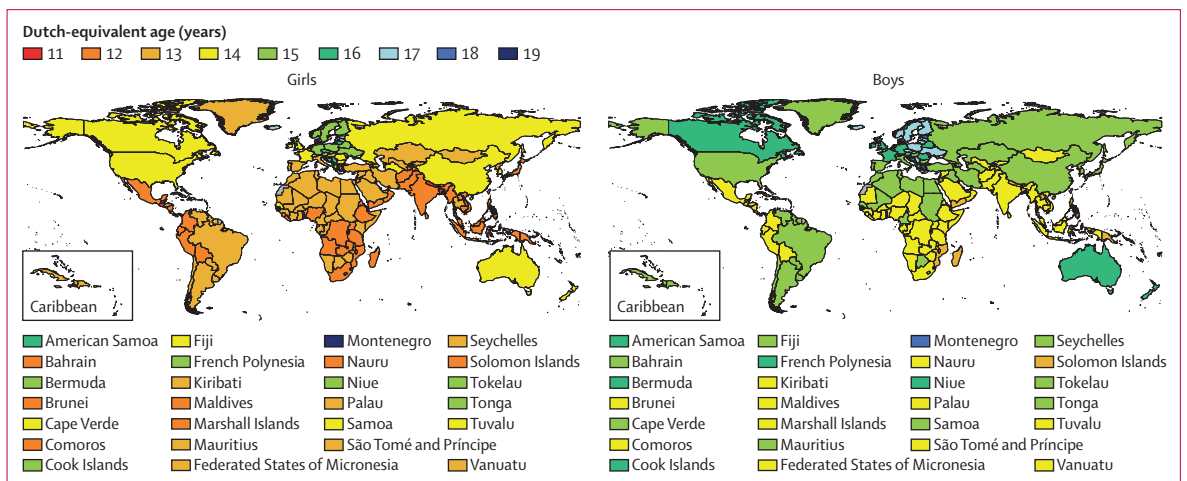 Dutch-equivalent age (years)
11 12 13 14 15 16 17 18 19
Girls
Boys
Caribbean
Caribbean
American Samoa Fiji Montenegro Seychelles
Bahrain French Polynesia Nauru Solomon Islands
Bermuda Kiribati Niue Tokelau
Brunei Maldives Palau Tonga
Cape Verde Marshall Islands Samoa Tuvalu
Comoros Mauritius São Tomé and Príncipe
Cook Islands Federated States of Micronesia Vanuatu
American Samoa Fiji Montenegro Seychelles
Bahrain French Polynesia Nauru Solomon Islands
Bermuda Kiribati Niue Tokelau
Brunei Maldives Palau Tonga
Cape Verde Marshall Islands Samoa Tuvalu
Comoros Mauritius São Tomé and Príncipe
Cook Islands Federated States of Micronesia Vanuatu